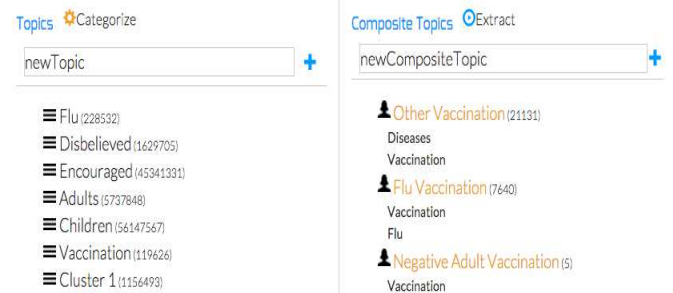 Topics Categorize
newTopic
Flu (228532)
Disbelieved (1629705)
Encouraged (45341331)
Adults (5737848)
Children (56147567)
Vaccination (119626)
Cluster 1 (1156493)
Composite Topics Extract
newCompositeTopic
Other Vaccination (21131)
Diseases
Vaccination
Flu Vaccination (7640)
Vaccination
Flu
Negative Adult Vaccination (5)
Vaccination